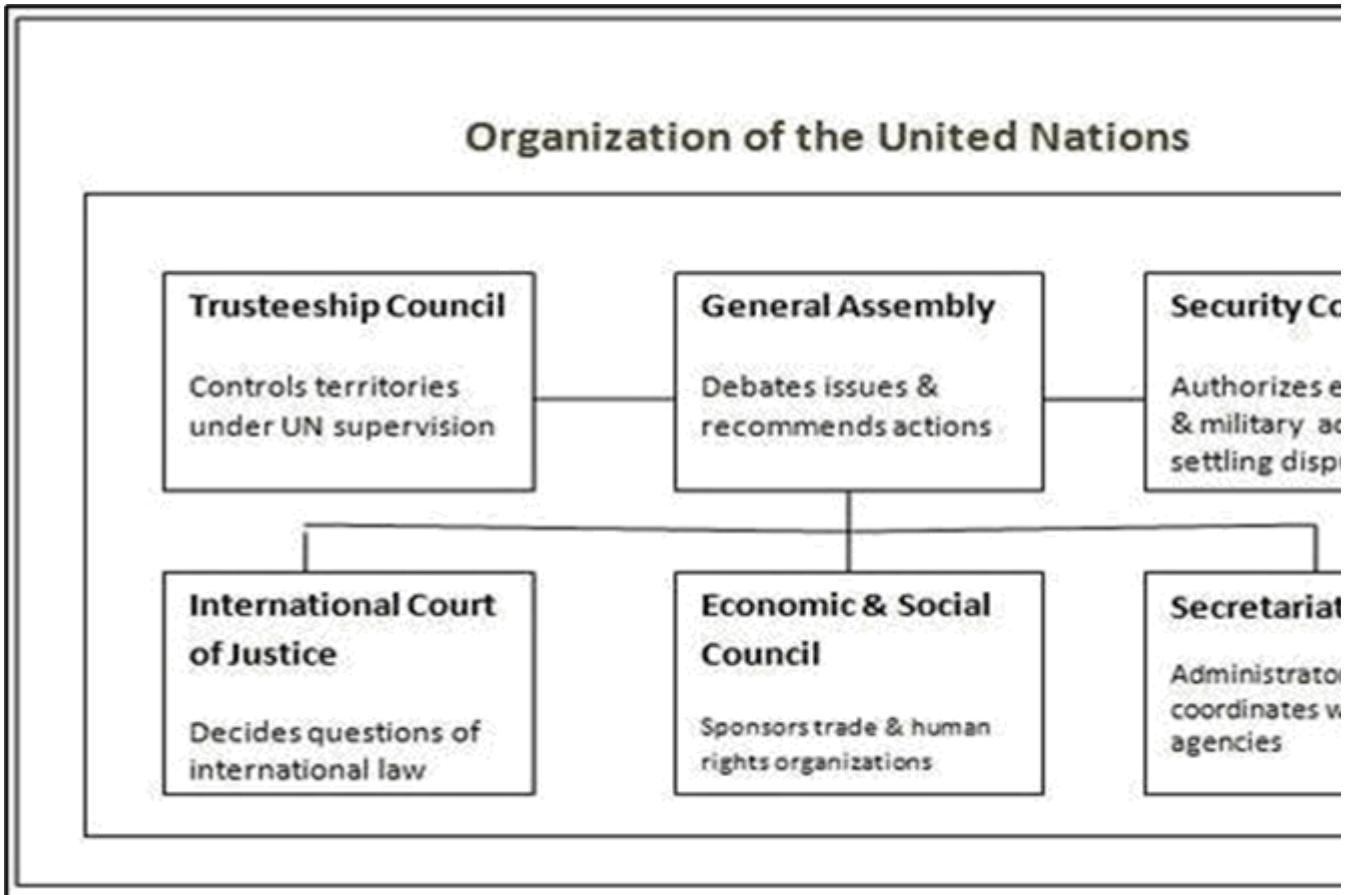 Organization of the United Nations
Trusteeship Council
Controls territories
under UN supervision
General Assembly
Debates issues &
recommends actions
Security
Authorizes
& military
settling
International Court
of Justice
Decides questions of
international law
Economic & Social
Council
Sponsors trade & human
rights organizations
Secretariat
coordinates
agencies